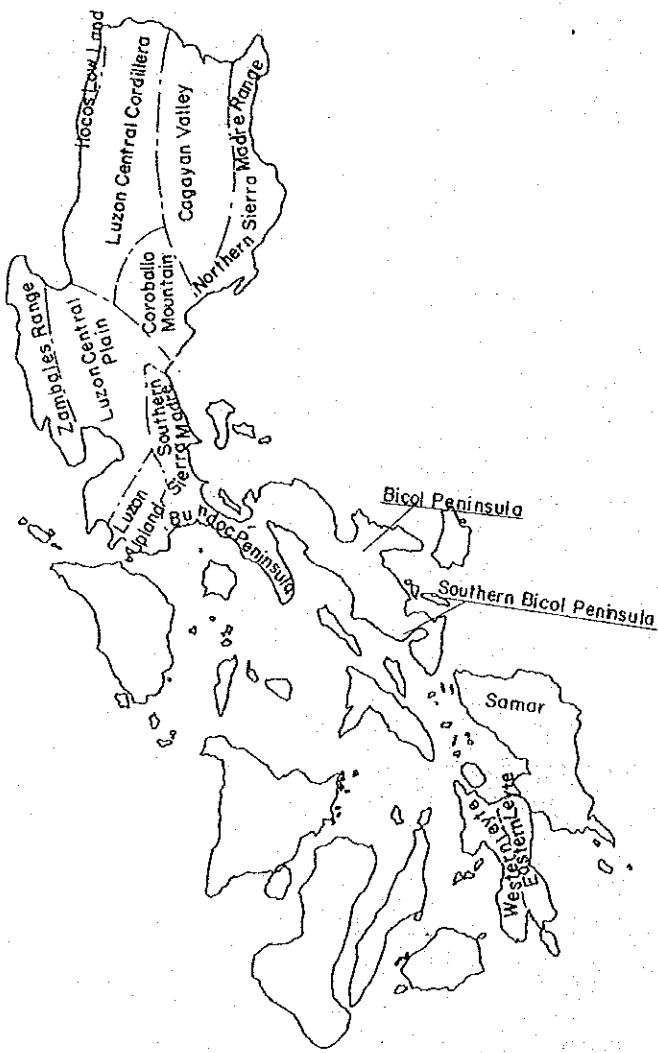 Ilocos Low Land
Luzon Central Cordillera
Cagayan Valley
Northern Sierra Madre Range
Coroballo
Mountain
Zambales Range
Luzon Central
Plain
Southern
Sierra Madre
Luzon
Upland
Bundoc Peninsula
Bicol Peninsula
Southern Bicol Peninsula
Samar
Western Leyte
Eastern Leyte